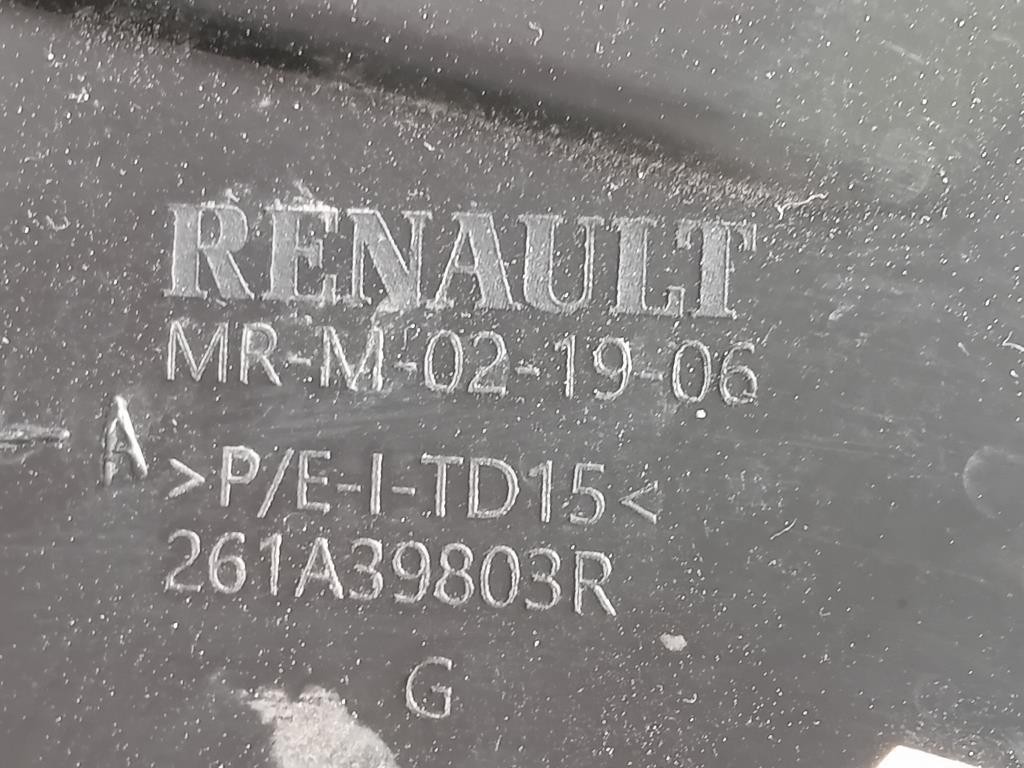 RENAULT
MR-M-02-19-06
A
>P/E-I-TD15<
261A39803R
G